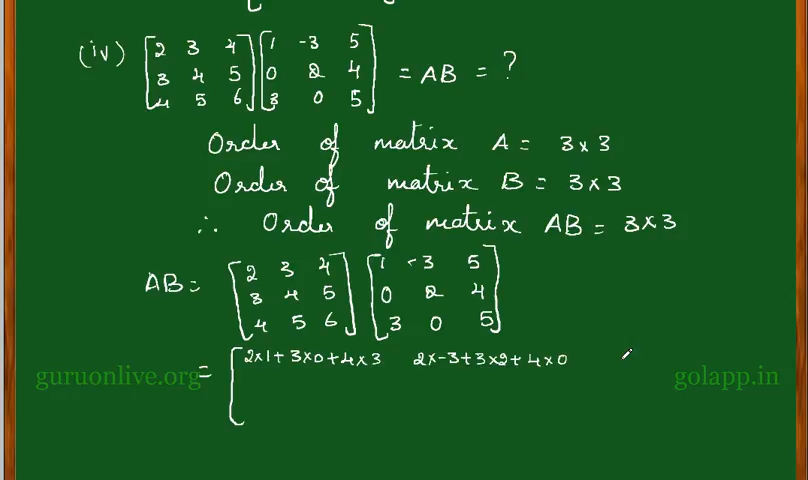 (iv) [2 3 4 [1 -3 5
3 4 5 0 2 4 = AB = ?
4 5 6] 3 0 5]
Order of matrix A = 3×3
Order of matrix B = 3×3
∴ Order of matrix AB = 3×3
[2 3 4 [1 -3 5
AB = 3 4 5 0 2 4
4 5 6] 3 0 5]
= [2×1+3×0+4×3 2×-3+3×2+4×0
guruonlive.org golapp.in